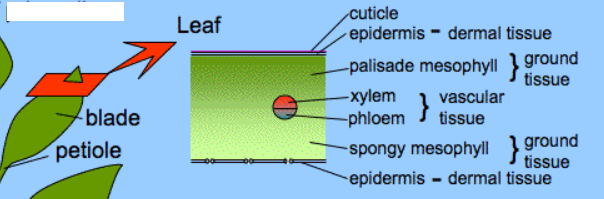 Leaf
blade
petiole
cuticle
epidermis - dermal tissue
palisade mesophyll } ground tissue
xylem
phloem } vascular tissue
spongy mesophyll } ground tissue
epidermis - dermal tissue